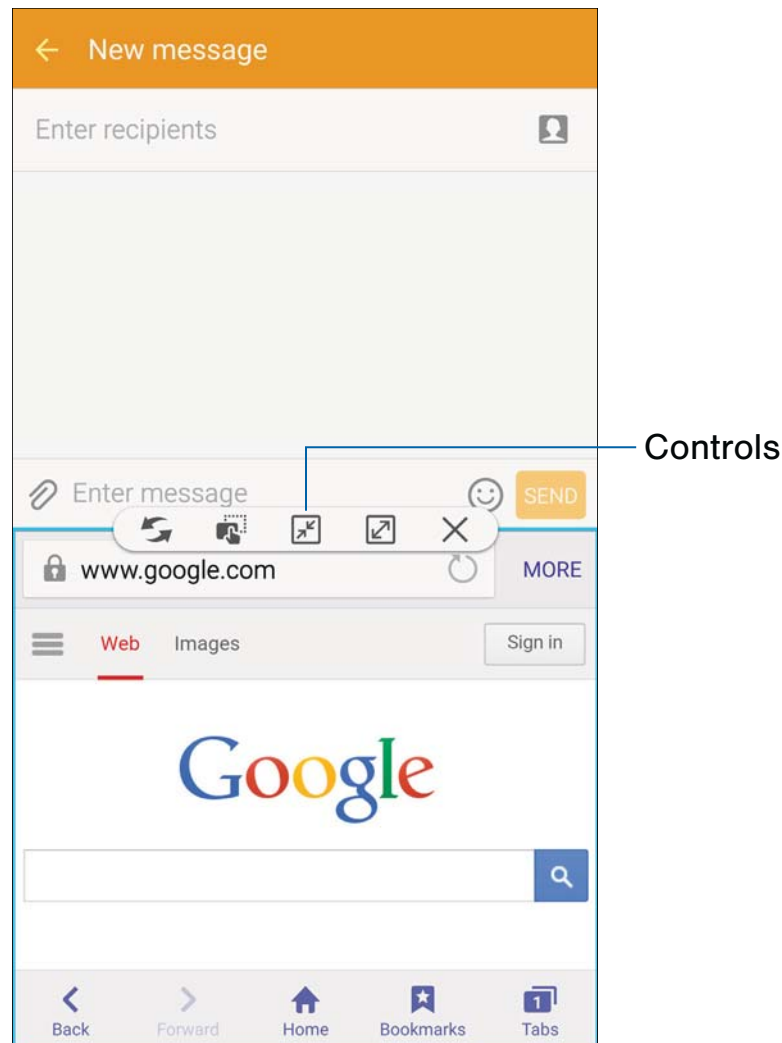 New message
Enter recipients
Controls
Enter message
SEND
www.google.com
MORE
Web Images Sign in
Google
1
Back Forward Home Bookmarks Tabs